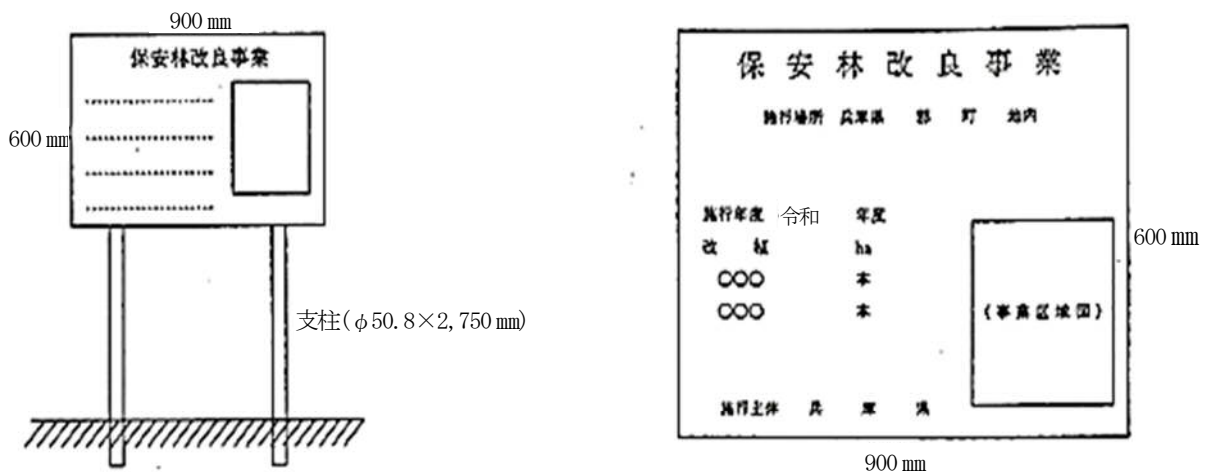 900 mm
保安林改良事業
600 mm
支柱(φ50.8×2,750 mm)
保安林改良事業
施行場所 兵庫県 郡 町 地内
施行年度 令和 年度
改 植 ha
○○○ 本
○○○ 本
(事業区域図)
600 mm
施行主体 兵 庫 県
900 mm